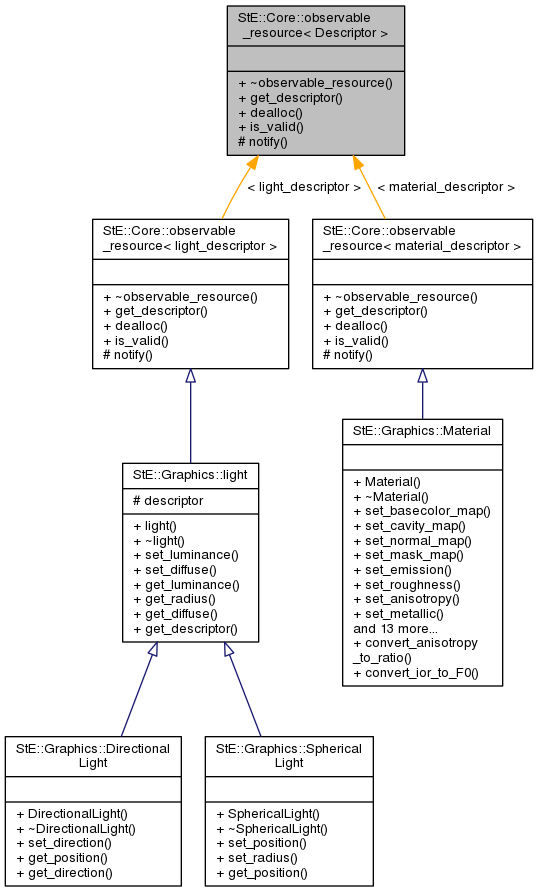 StE::Core::observable
_resource< Descriptor >
+ ~observable_resource()
+ get_descriptor()
+ dealloc()
+ is_valid()
# notify()
< light_descriptor >
< material_descriptor >
StE::Core::observable
_resource< light_descriptor >
+ ~observable_resource()
+ get_descriptor()
+ dealloc()
+ is_valid()
# notify()
StE::Core::observable
_resource< material_descriptor >
+ ~observable_resource()
+ get_descriptor()
+ dealloc()
+ is_valid()
# notify()
StE::Graphics::light
# descriptor
+ light()
+ ~light()
+ set_luminance()
+ set_diffuse()
+ get_luminance()
+ get_radius()
+ get_diffuse()
+ get_descriptor()
StE::Graphics::Material
+ Material()
+ ~Material()
+ set_basecolor_map()
+ set_cavity_map()
+ set_normal_map()
+ set_mask_map()
+ set_emission()
+ set_roughness()
+ set_anisotropy()
+ set_metallic()
and 13 more...
+ convert_anisotropy
_to_ratio()
+ convert_ior_to_F0()
StE::Graphics::Directional
Light
+ DirectionalLight()
+ ~DirectionalLight()
+ set_direction()
+ get_position()
+ get_direction()
StE::Graphics::Spherical
Light
+ SphericalLight()
+ ~SphericalLight()
+ set_position()
+ set_radius()
+ get_position()